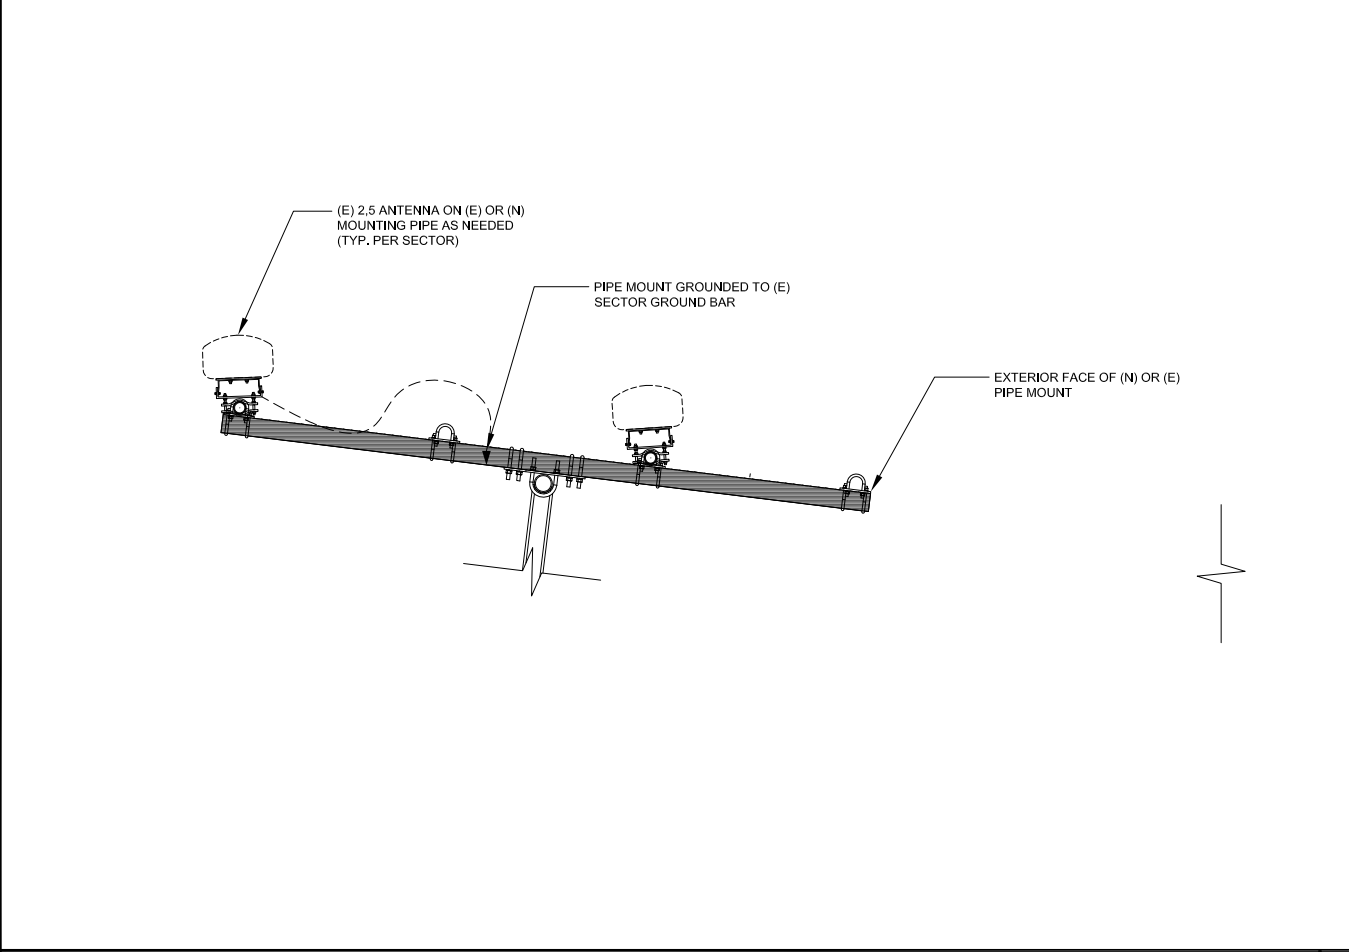 (E) 2,5 ANTENNA ON (E) OR (N)
MOUNTING PIPE AS NEEDED
(TYP. PER SECTOR)
PIPE MOUNT GROUNDED TO (E)
SECTOR GROUND BAR
EXTERIOR FACE OF (N) OR (E)
PIPE MOUNT